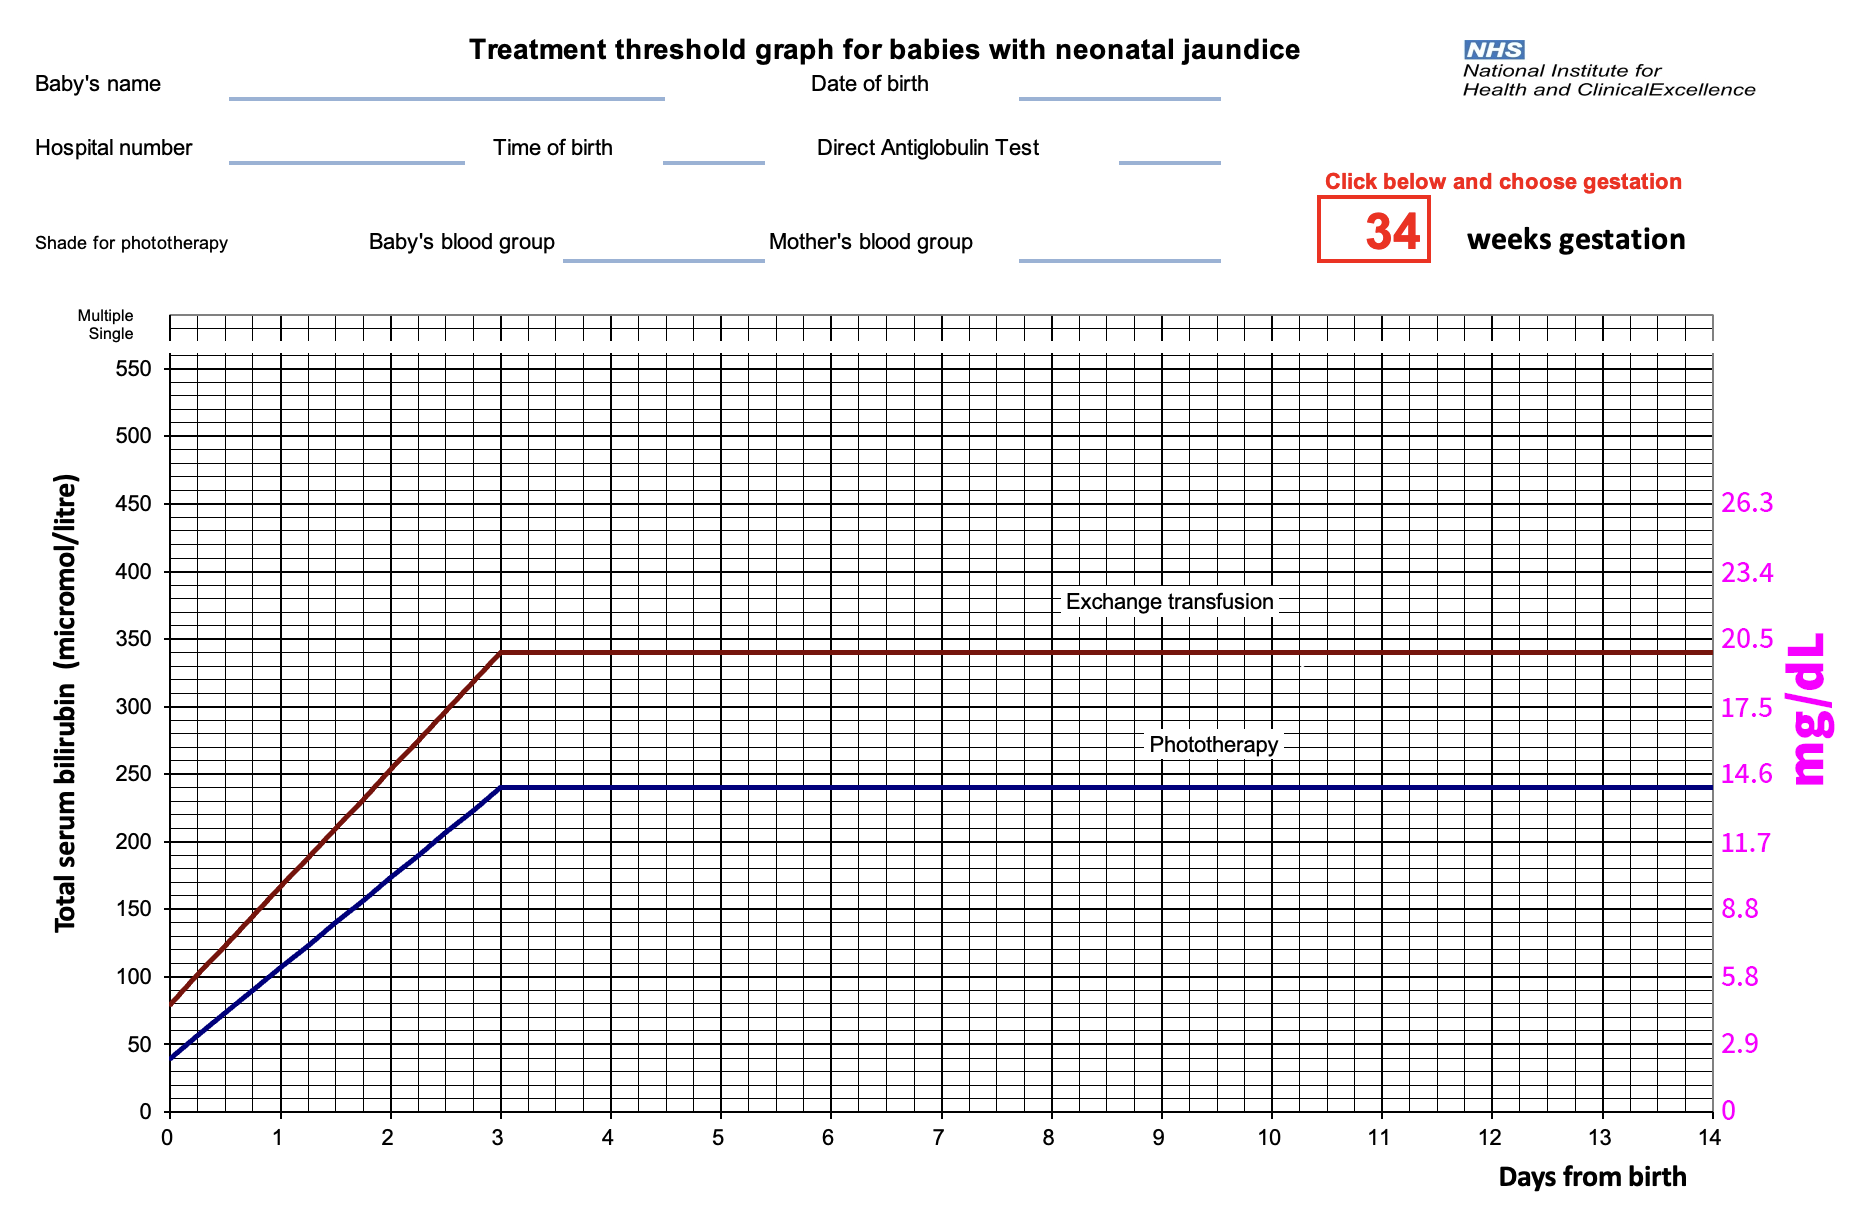 Treatment threshold graph for babies with neonatal jaundice
NHS
National Institute for
Health and ClinicalExcellence
Baby's name
Date of birth
Hospital number
Time of birth
Direct Antiglobulin Test
Click below and choose gestation
34
weeks gestation
Shade for phototherapy
Baby's blood group
Mother's blood group
Multiple
Single
550
500
450
400
350
300
250
200
150
100
50
0
Total serum bilirubin (micromol/litre)
Exchange transfusion
Phototherapy
26.3
23.4
20.5
17.5
14.6
11.7
8.8
5.8
2.9
0
mg/dL
0 1 2 3 4 5 6 7 8 9 10 11 12 13 14
Days from birth